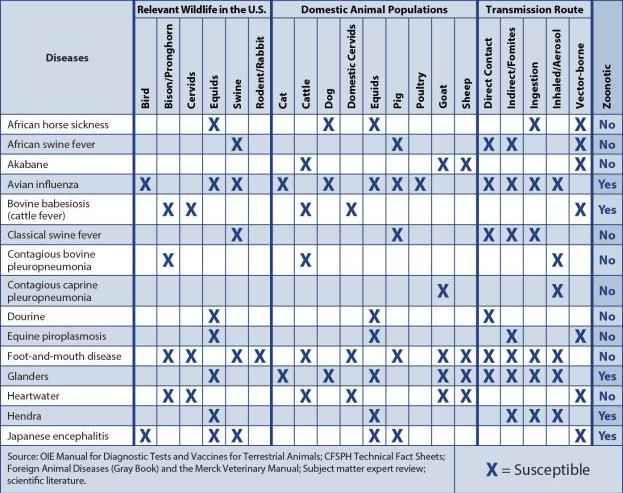 Relevant Wildlife in the U.S. Domestic Animal Populations Transmission Route
Diseases Bird Bison/Pronghorn Cervids Equids Swine Rodent/Rabbit Cat Cattle Dog Domestic Cervids Equids Pig Poultry Goat Sheep Direct Contact Indirect/Fomites Ingestion Inhaled/Aerosol Vector-borne Zoonotic
African horse sickness X X X X X No
African swine fever X X X X X No
Akabane X X X X No
Avian influenza X X X X X X X X X X X X Yes
Bovine babesiosis
(cattle fever) X X X X X Yes
Classical swine fever X X X X X No
Contagious bovine
pleuropneumonia X X X No
Contagious caprine
pleuropneumonia X X No
Dourine X X X No
Equine piroplasmosis X X X X No
Foot-and-mouth disease X X X X X X X X X X X X X No
Glanders X X X X X X X X X X Yes
Heartwater X X X X X X X No
Hendra X X X X X Yes
Japanese encephalitis X X X X X X Yes
Source: OIE Manual for Diagnostic Tests and Vaccines for Terrestrial Animals; CFSPH Technical Fact Sheets;
Foreign Animal Diseases (Gray Book) and the Merck Veterinary Manual; Subject matter expert review;
scientific literature.
X = Susceptible